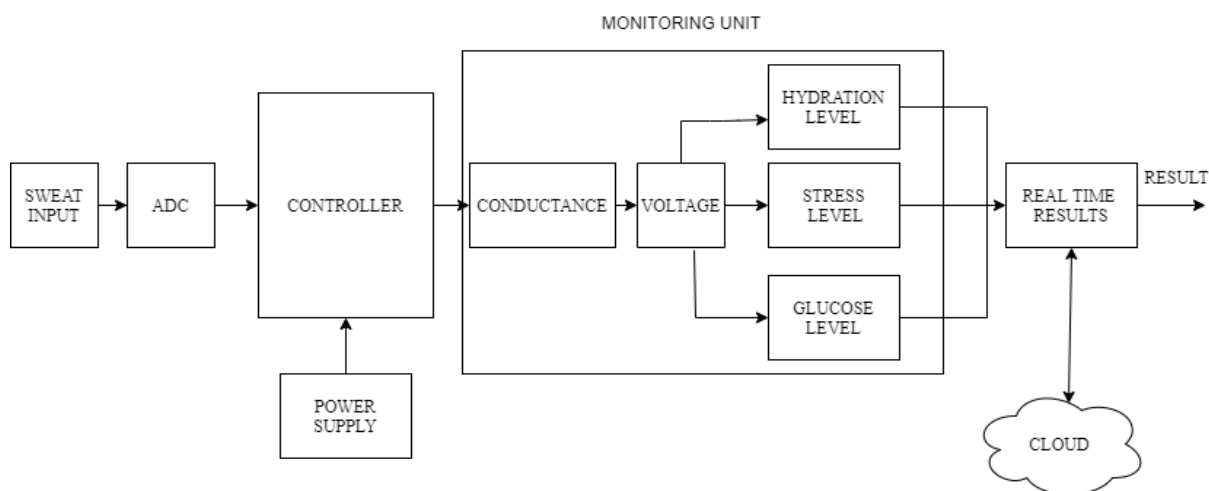 MONITORING UNIT
HYDRATION
LEVEL
SWEAT
INPUT
ADC
CONTROLLER
CONDUCTANCE
VOLTAGE
STRESS
LEVEL
REAL TIME
RESULTS
RESULT
GLUCOSE
LEVEL
POWER
SUPPLY
CLOUD